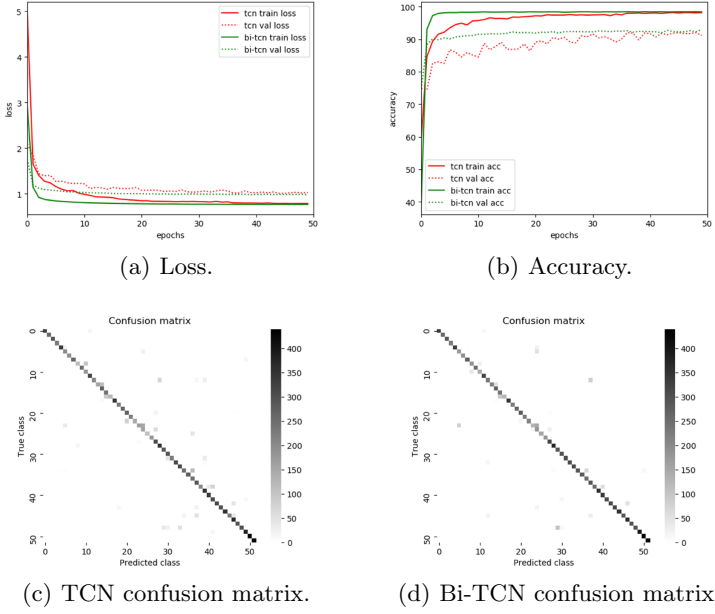 5
4
3
2
1
loss
tcn train loss
tcn val loss
bi-tcn train loss
bi-tcn val loss
0 10 20 30 40 50
epochs
(a) Loss.
100
90
80
70
60
50
40
accuracy
tcn train acc
tcn val acc
bi-tcn train acc
bi-tcn val acc
0 10 20 30 40 50
epochs
(b) Accuracy.
Confusion matrix
0
10
20
30
40
50
True class
0 10 20 30 40 50
Predicted class
400
350
300
250
200
150
100
50
0
(c) TCN confusion matrix.
Confusion matrix
0
10
20
30
40
50
True class
0 10 20 30 40 50
Predicted class
400
350
300
250
200
150
100
50
0
(d) Bi-TCN confusion matrix